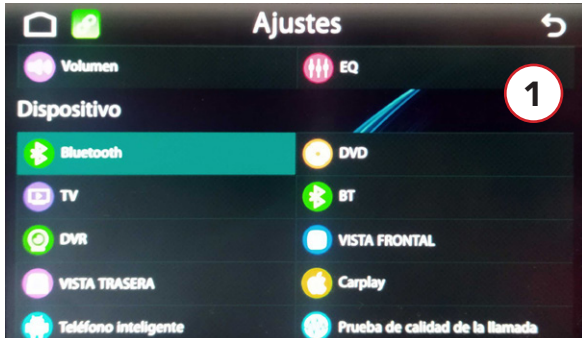 Ajustes
Volumen
EQ
1
Dispositivo
Bluetooth
DVD
TV
BT
DVR
VISTA FRONTAL
VISTA TRASERA
Carplay
Teléfono inteligente
Prueba de calidad de la llamada